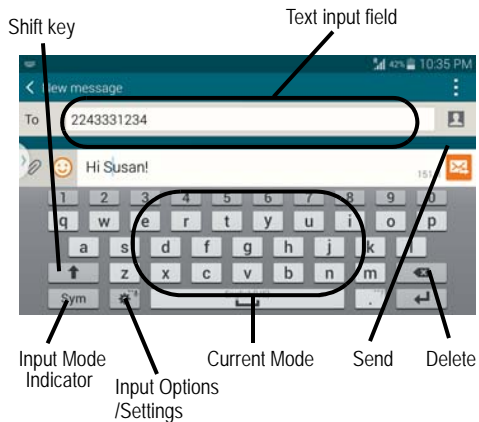 Text input field
Shift key
42% 10:35 PM
New message
To 2243331234
Hi Susan!
1 2 3 4 5 6 7 8 9 0
q w e r t y u i o p
a s d f g h j k l
z x c v b n m
Sym .
Input Mode Indicator
Input Options /Settings
Current Mode
Send
Delete